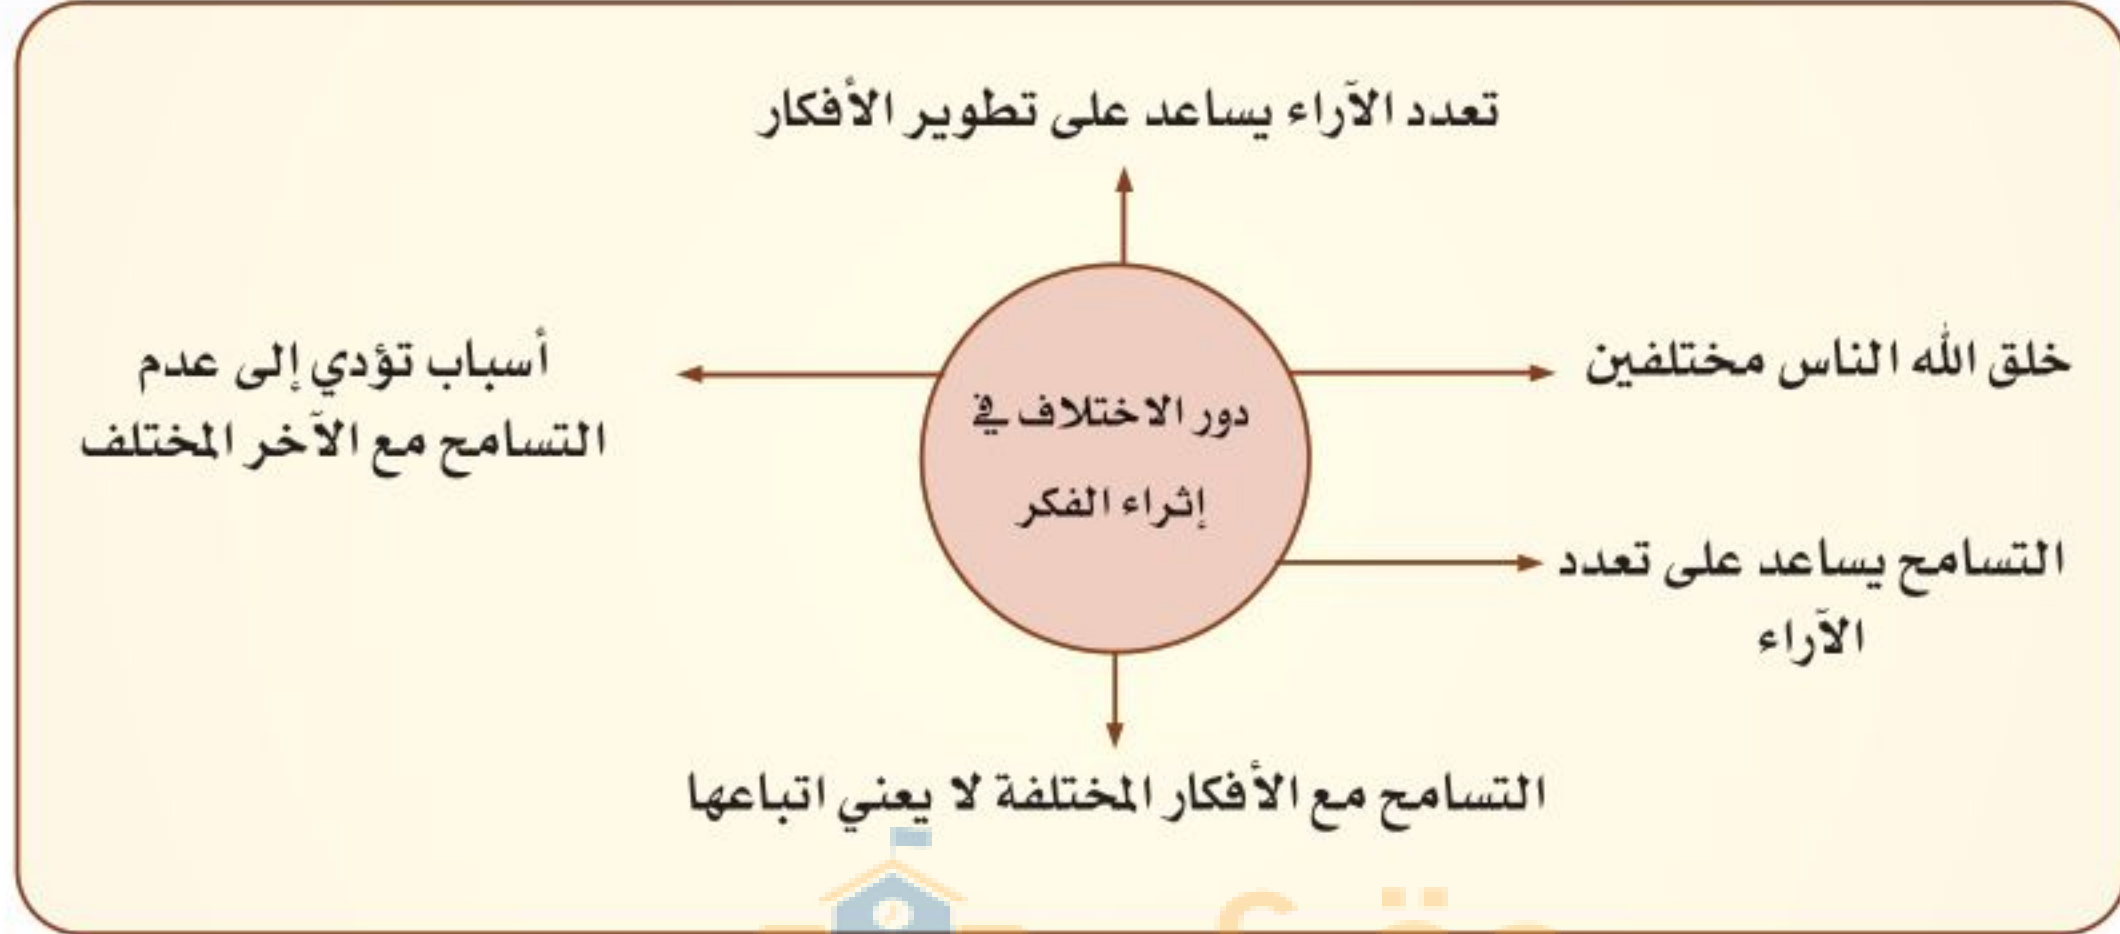 تعدد الآراء يساعد على تطوير الأفكار
خلق الله الناس مختلفين
التسامح يساعد على تعدد
الآراء
دور الاختلاف في
إثراء الفكر
أسباب تؤدي إلى عدم
التسامح مع الآخر المختلف
التسامح مع الأفكار المختلفة لا يعني اتباعها